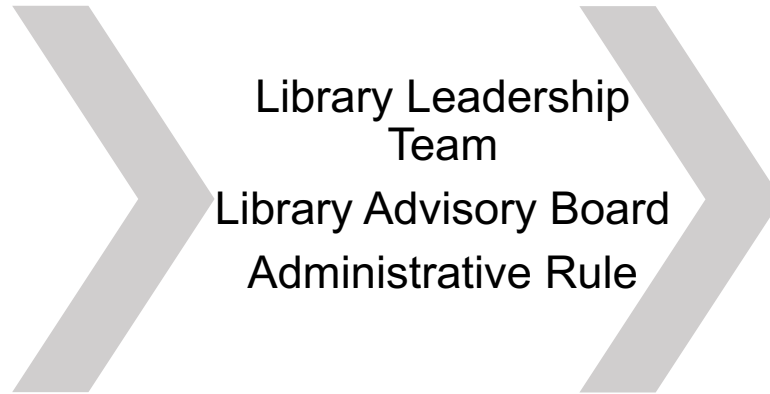 Library Leadership
Team
Library Advisory Board
Administrative Rule